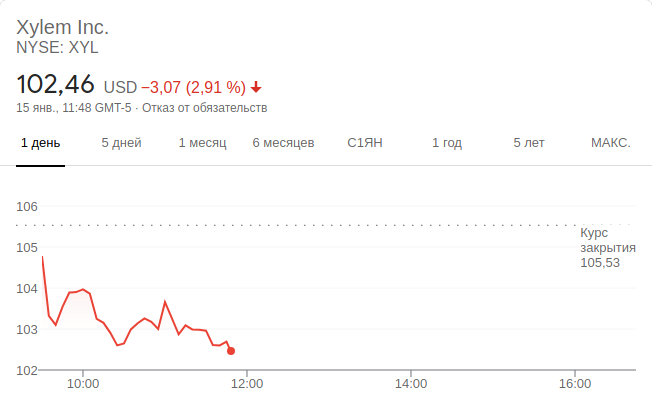 Xylem Inc.
NYSE: XYL
102,46 USD −3,07 (2,91 %)
15 янв., 11:48 GMT-5 · Отказ от обязательств
1 день 5 дней 1 месяц 6 месяцев С1ЯН 1 год 5 лет МАКС.
106
105
104
103
102
Курс
закрытия
105,53
10:00 12:00 14:00 16:00